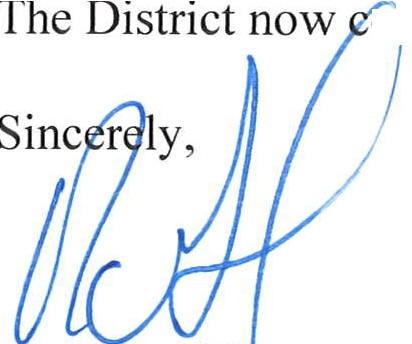 The District now
Sincerely,